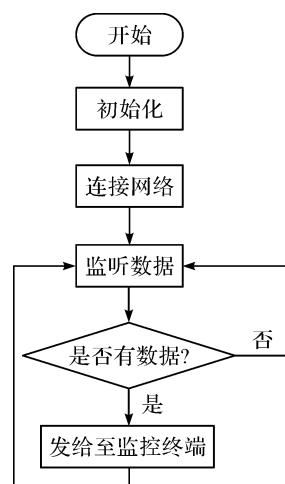 开始
初始化
连接网络
监听数据
是否有数据?
否
是
发给至监控终端